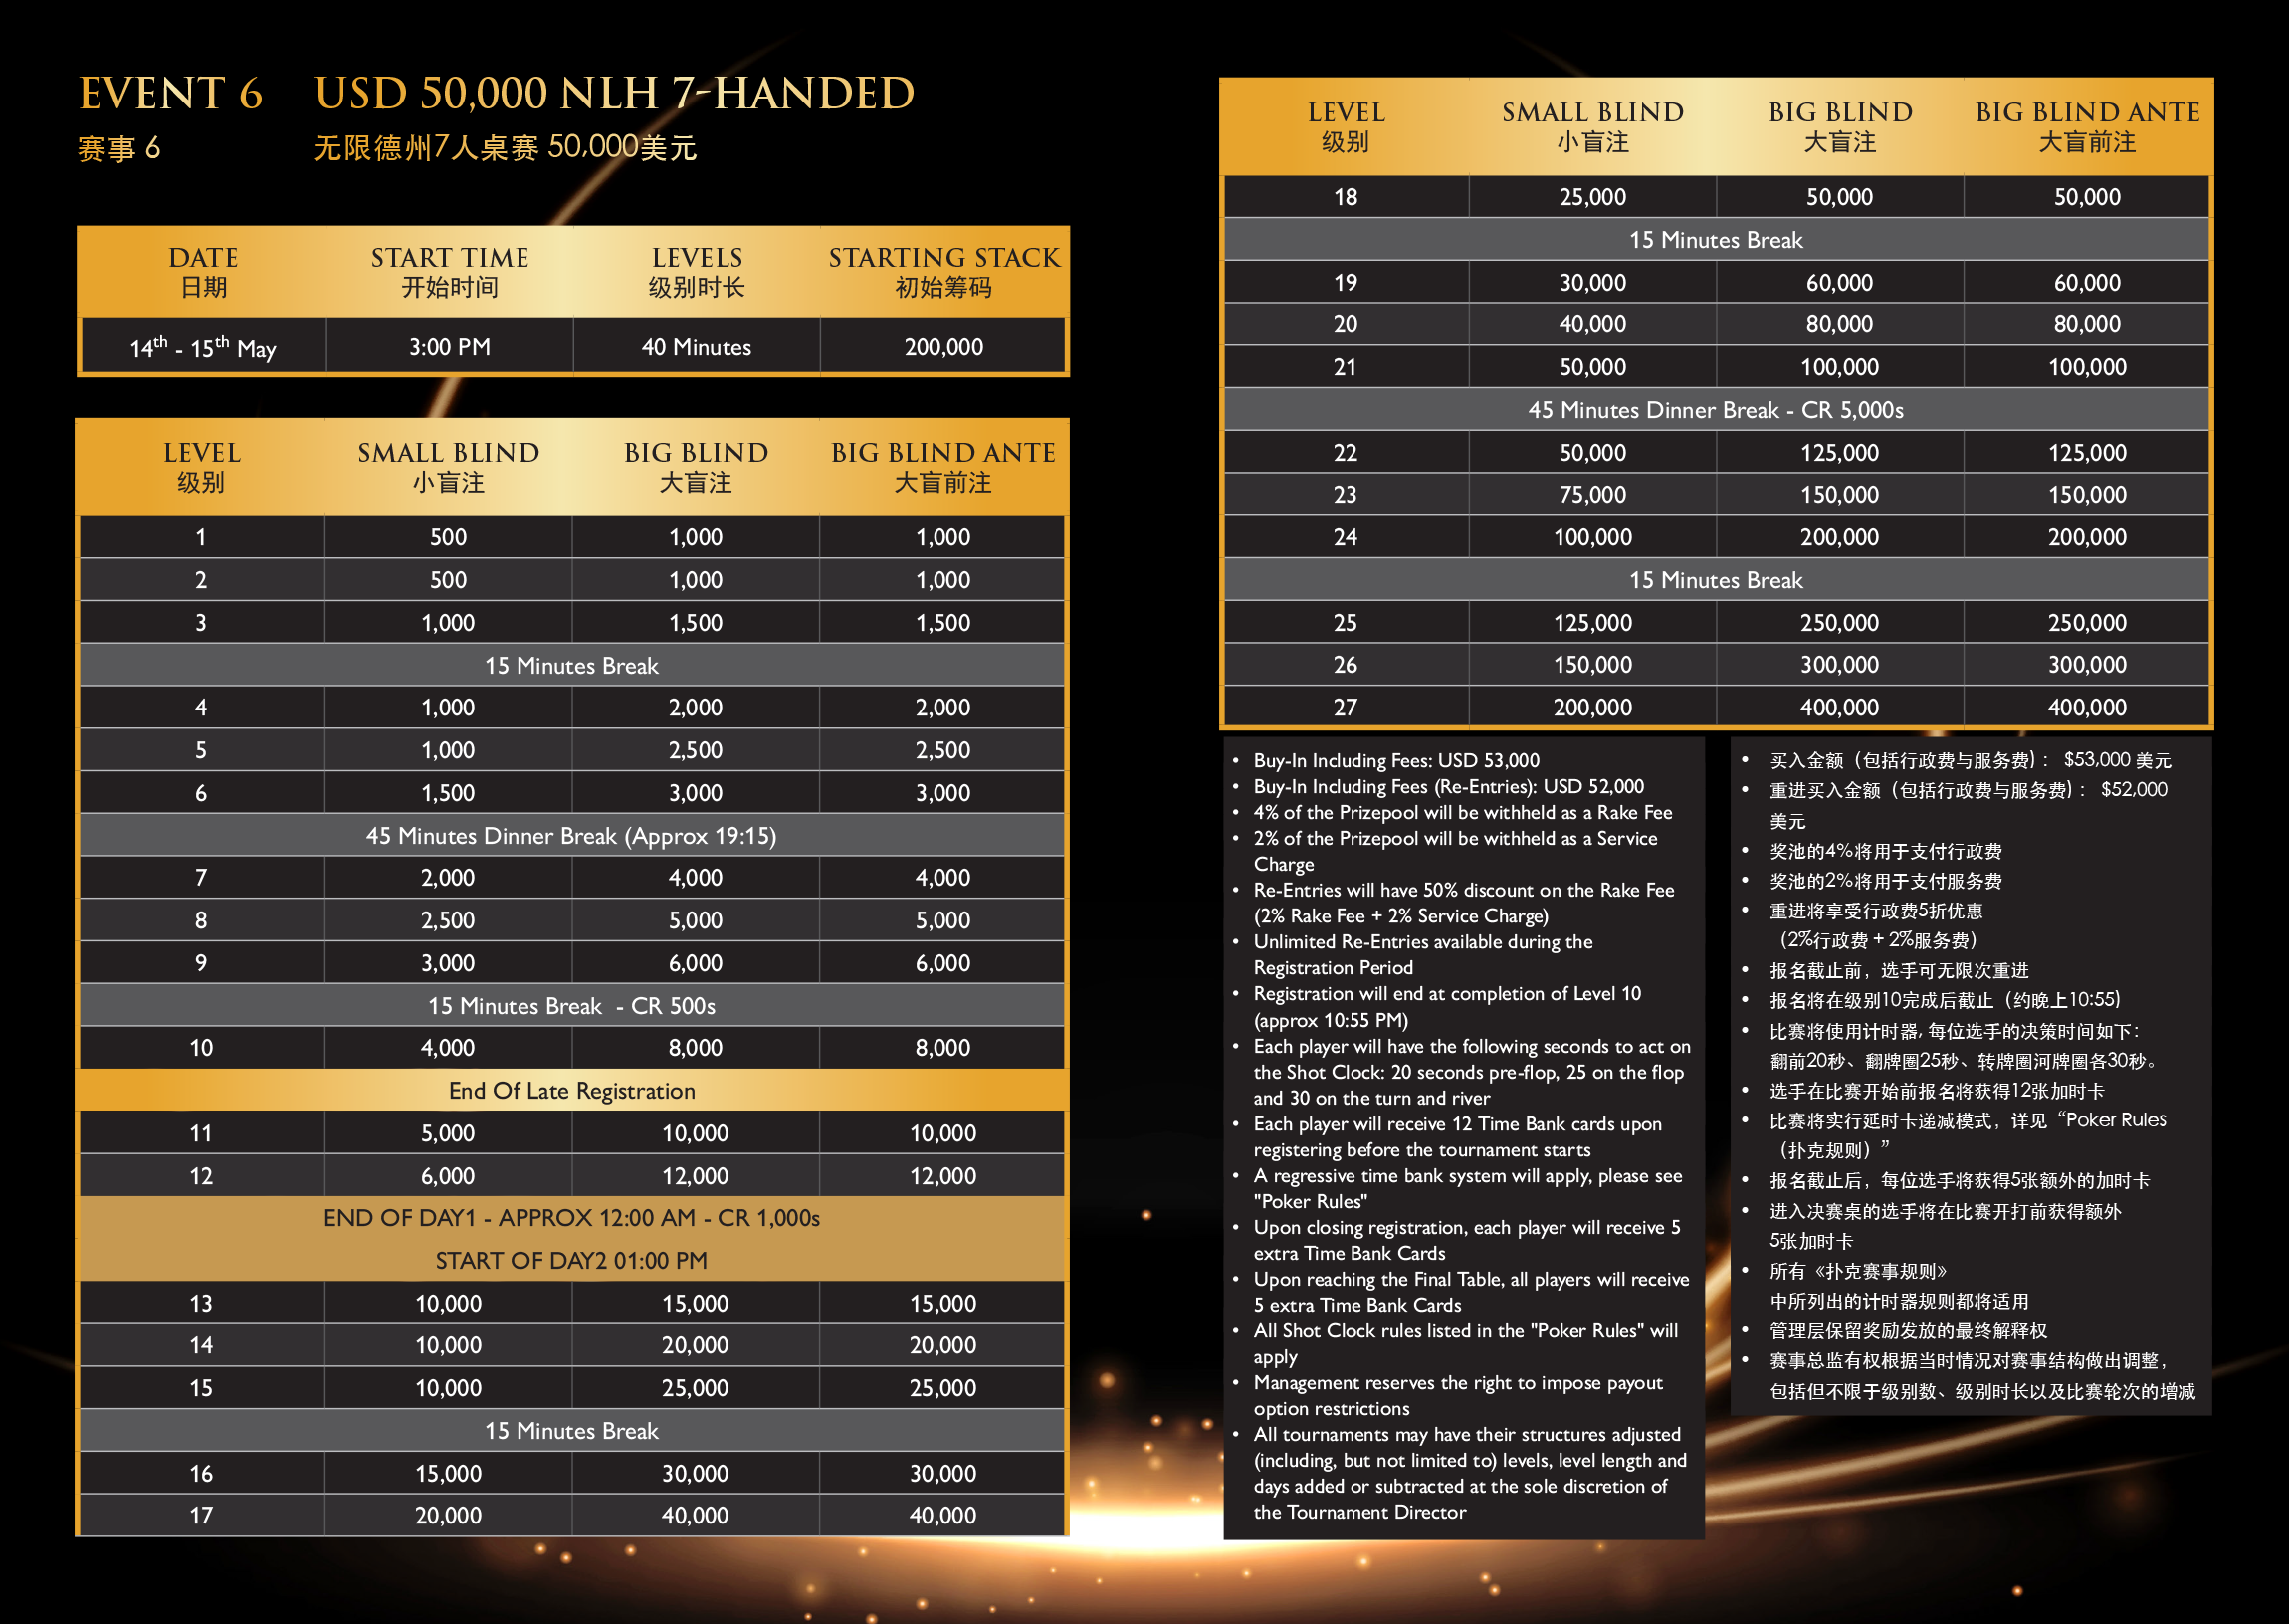 EVENT 6 USD 50,000 NLH 7-HANDED
赛事 6 无限德州7人桌赛 50,000美元
DATE START TIME LEVELS STARTING STACK
日期 开始时间 级别时长 初始筹码
14th - 15th May 3:00 PM 40 Minutes 200,000
LEVEL SMALL BLIND BIG BLIND BIG BLIND ANTE
级别 小盲注 大盲注 大盲前注
1 500 1,000 1,000
2 500 1,000 1,000
3 1,000 1,500 1,500
15 Minutes Break
4 1,000 2,000 2,000
5 1,000 2,500 2,500
6 1,500 3,000 3,000
45 Minutes Dinner Break (Approx 19:15)
7 2,000 4,000 4,000
8 2,500 5,000 5,000
9 3,000 6,000 6,000
15 Minutes Break - CR 500s
10 4,000 8,000 8,000
End Of Late Registration
11 5,000 10,000 10,000
12 6,000 12,000 12,000
END OF DAY1 - APPROX 12:00 AM - CR 1,000s
START OF DAY2 01:00 PM
13 10,000 15,000 15,000
14 10,000 20,000 20,000
15 10,000 25,000 25,000
15 Minutes Break
16 15,000 30,000 30,000
17 20,000 40,000 40,000
LEVEL SMALL BLIND BIG BLIND BIG BLIND ANTE
级别 小盲注 大盲注 大盲前注
18 25,000 50,000 50,000
15 Minutes Break
19 30,000 60,000 60,000
20 40,000 80,000 80,000
21 50,000 100,000 100,000
45 Minutes Dinner Break - CR 5,000s
22 50,000 125,000 125,000
23 75,000 150,000 150,000
24 100,000 200,000 200,000
15 Minutes Break
25 125,000 250,000 250,000
26 150,000 300,000 300,000
27 200,000 400,000 400,000
• Buy-In Including Fees: USD 53,000
• Buy-In Including Fees (Re-Entries): USD 52,000
• 4% of the Prizepool will be withheld as a Rake Fee
• 2% of the Prizepool will be withheld as a Service
Charge
• Re-Entries will have 50% discount on the Rake Fee
(2% Rake Fee + 2% Service Charge)
• Unlimited Re-Entries available during the
Registration Period
• Registration will end at completion of Level 10
(approx 10:55 PM)
• Each player will have the following seconds to act on
the Shot Clock: 20 seconds pre-flop, 25 on the flop
and 30 on the turn and river
• Each player will receive 12 Time Bank cards upon
registering before the tournament starts
• A regressive time bank system will apply, please see
"Poker Rules"
• Upon closing registration, each player will receive 5
extra Time Bank Cards
• Upon reaching the Final Table, all players will receive
5 extra Time Bank Cards
• All Shot Clock rules listed in the "Poker Rules" will
apply
• Management reserves the right to impose payout
option restrictions
• All tournaments may have their structures adjusted
(including, but not limited to) levels, level length and
days added or subtracted at the sole discretion of
the Tournament Director
• 买入金额（包括行政费与服务费）： $53,000 美元
• 重进买入金额（包括行政费与服务费）： $52,000
美元
• 奖池的4%将用于支付行政费
• 奖池的2%将用于支付服务费
• 重进将享受行政费5折优惠
（2%行政费 + 2%服务费）
• 报名截止前，选手可无限次重进
• 报名将在级别10完成后截止（约晚上10:55)
• 比赛将使用计时器, 每位选手的决策时间如下：
翻前20秒、翻牌圈25秒、转牌圈河牌圈各30秒。
• 选手在比赛开始前报名将获得12张加时卡
• 比赛将实行延时卡递减模式，详见“Poker Rules
（扑克规则）”
• 报名截止后，每位选手将获得5张额外的加时卡
• 进入决赛桌的选手将在比赛开打前获得额外
5张加时卡
• 所有《扑克赛事规则》
中所列出的计时器规则都将适用
• 管理层保留奖励发放的最终解释权
• 赛事总监有权根据当时情况对赛事结构做出调整，
包括但不限于级别数、级别时长以及比赛轮次的增减